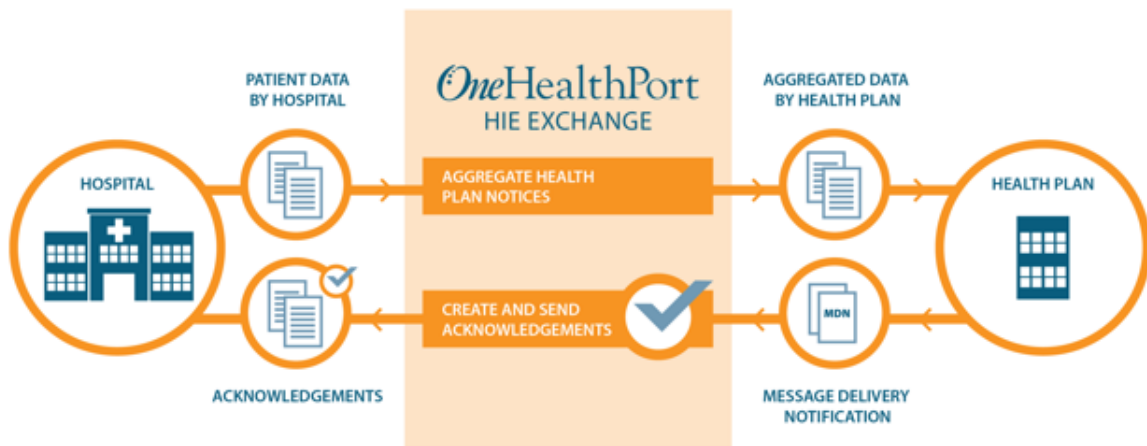 PATIENT DATA
BY HOSPITAL
OneHealthPort
HIE EXCHANGE
AGGREGATED DATA
BY HEALTH PLAN
HOSPITAL
AGGREGATE HEALTH
PLAN NOTICES
HEALTH PLAN
CREATE AND SEND
ACKNOWLEDGEMENTS
MDN
ACKNOWLEDGEMENTS
MESSAGE DELIVERY
NOTIFICATION